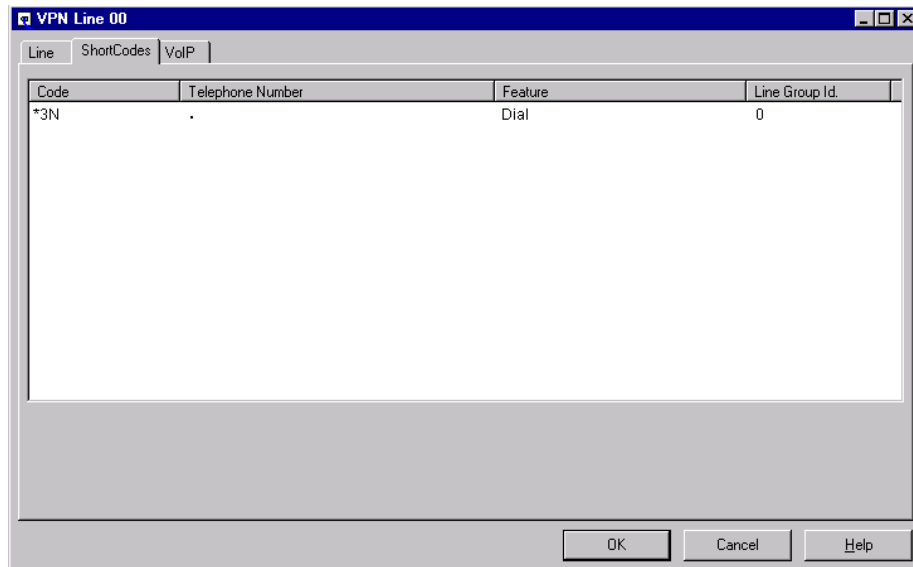 VPN Line 00
Line ShortCodes VoIP
Code Telephone Number Feature Line Group Id.
*3N . Dial 0
OK Cancel Help